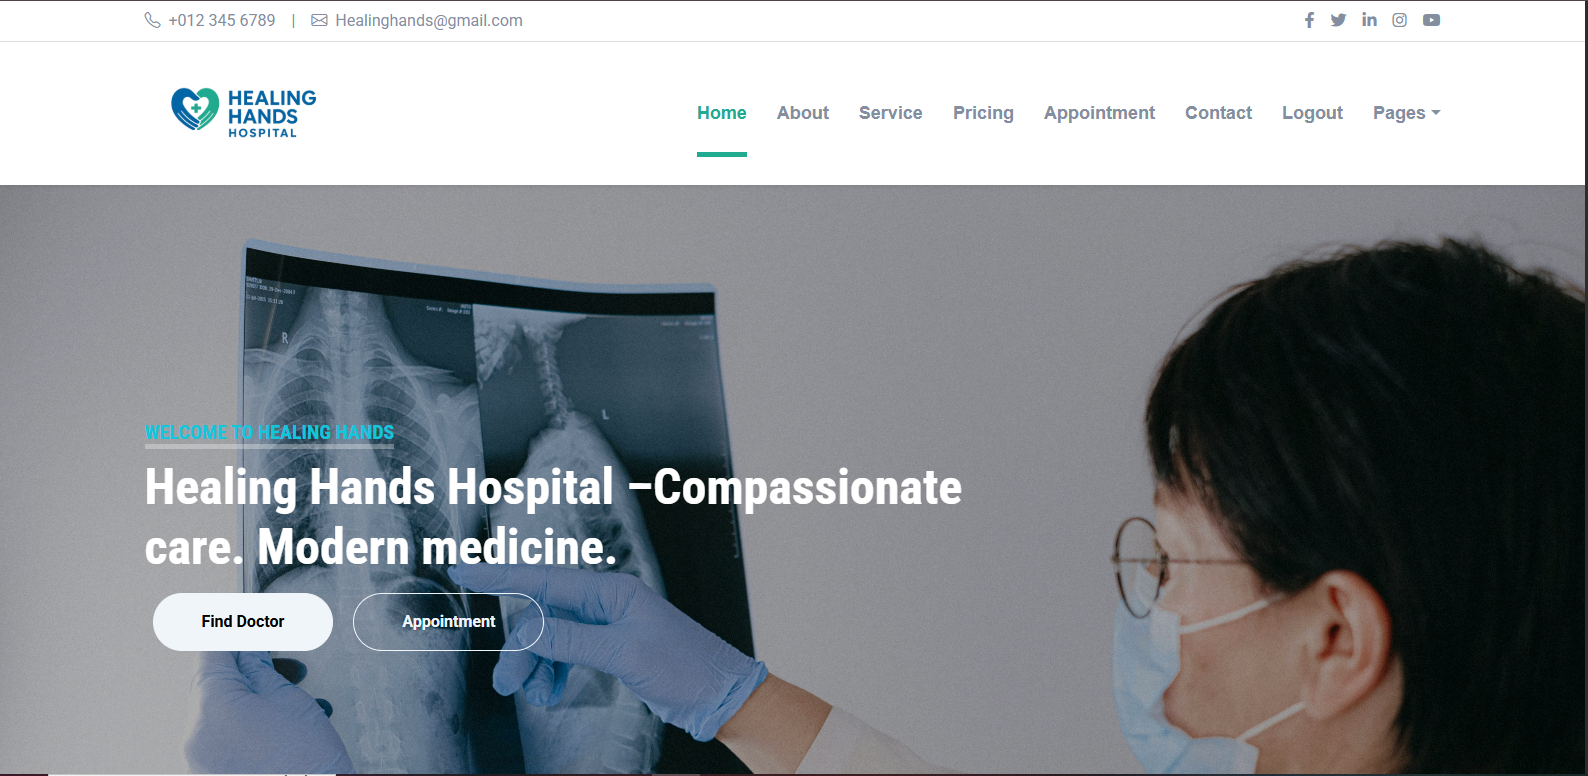 +012 345 6789 | Healinghands@gmail.com
HEALING
HANDS
HOSPITAL
Home About Service Pricing Appointment Contact Logout Pages
R
L
WELCOME TO HEALING HANDS
Healing Hands Hospital –Compassionate
care. Modern medicine.
Find Doctor Appointment